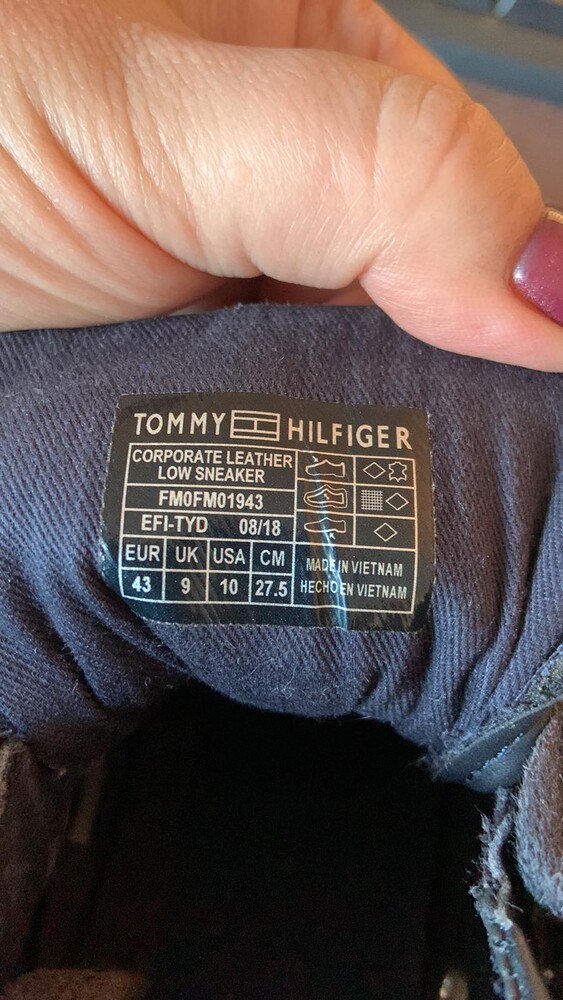 TOMMY HILFIGER
CORPORATE LEATHER
LOW SNEAKER
FM0FM01943
EFI-TYD 08/18
EUR UK USA CM
43 9 10 27.5
MADE IN VIETNAM
HECHO EN VIETNAM